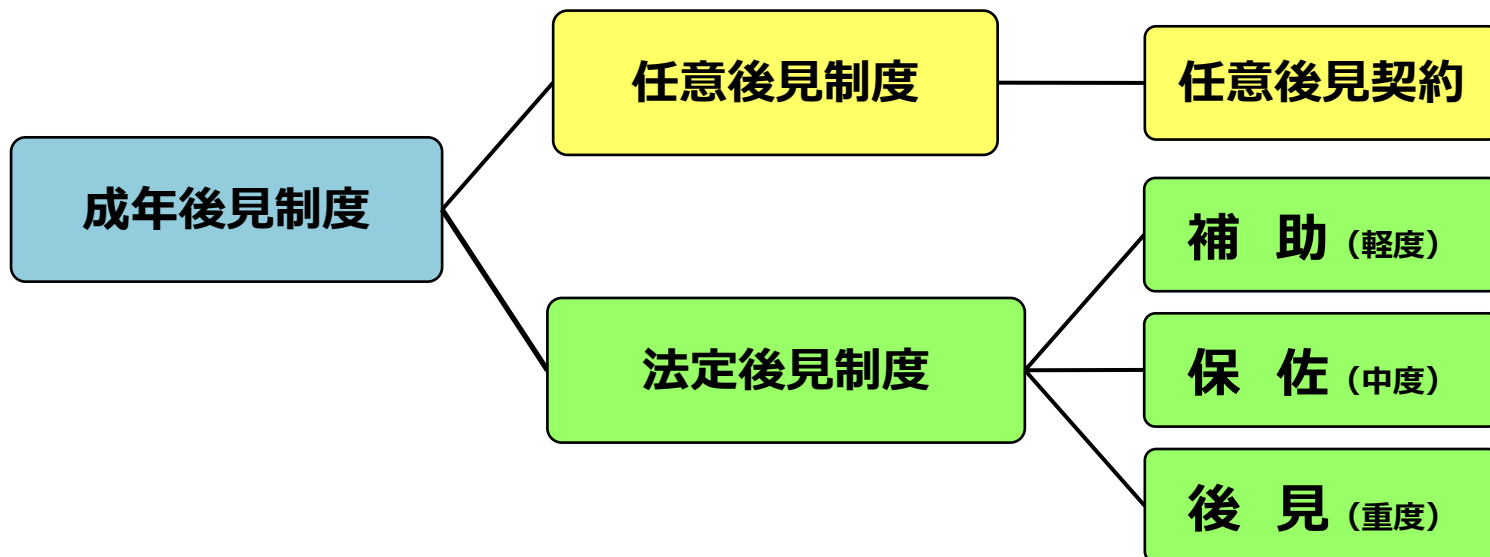 任意後見制度
任意後見契約
成年後見制度
補 助 (軽度)
法定後見制度
保 佐 (中度)
後 見 (重度)